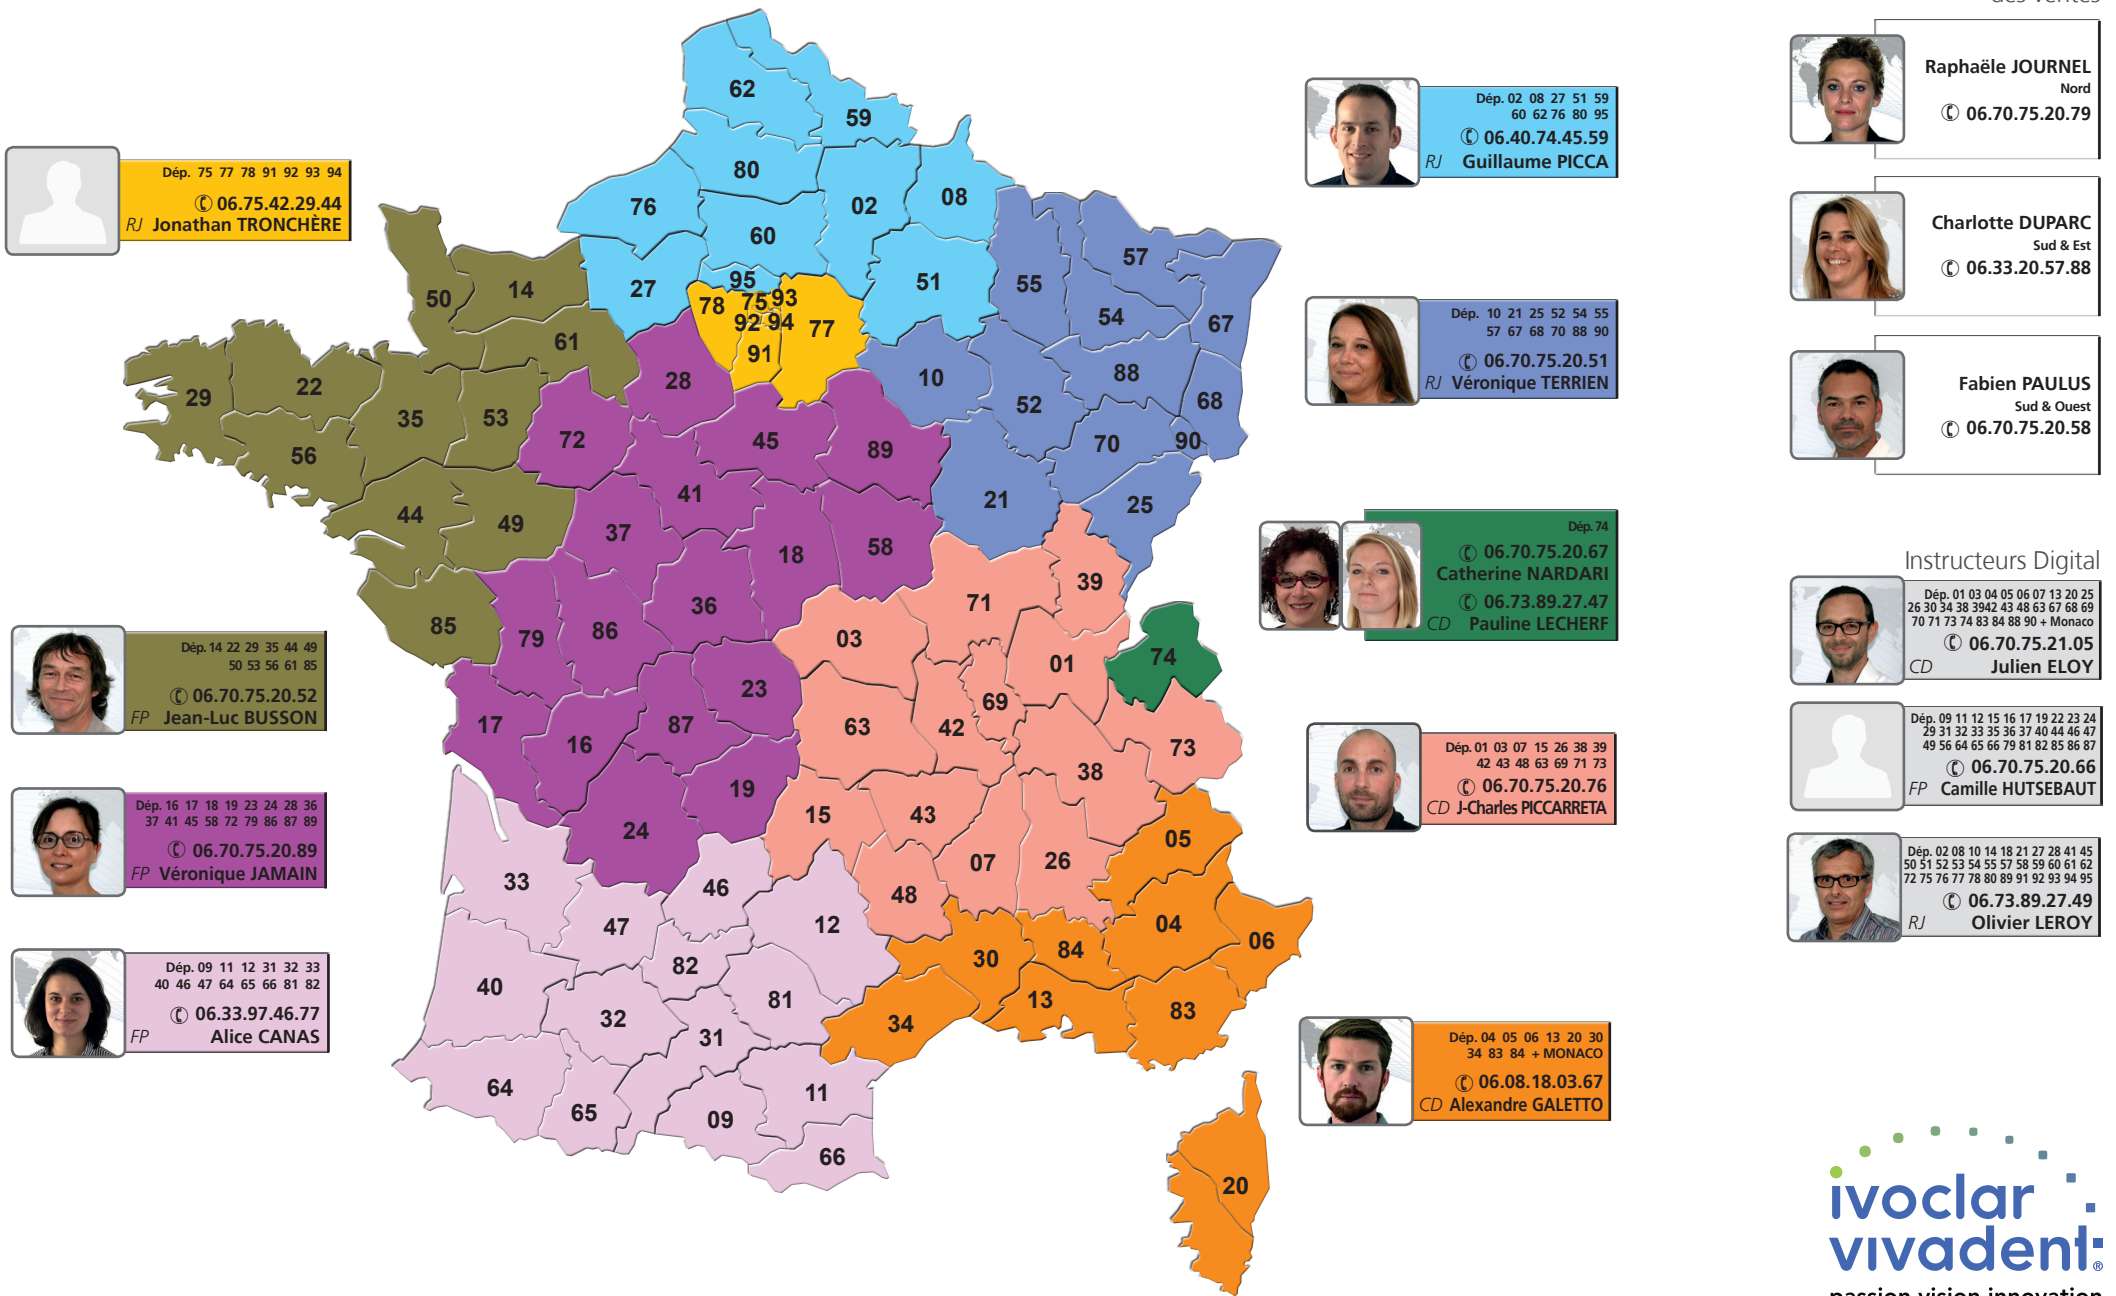 des ventes
Raphaële JOURNEL
Nord
06.70.75.20.79
Charlotte DUPARC
Sud & Est
06.33.20.57.88
Fabien PAULUS
Sud & Ouest
06.70.75.20.58
Dép. 75 77 78 91 92 93 94
06.75.42.29.44
RJ Jonathan TRONCHÈRE
Dép. 14 22 29 35 44 49
50 53 56 61 85
06.70.75.20.52
FP Jean-Luc BUSSON
Dép. 16 17 18 19 23 24 28 36
37 41 45 58 72 79 86 87 89
06.70.75.20.89
FP Véronique JAMAIN
Dép. 09 11 12 31 32 33
40 46 47 64 65 66 81 82
06.33.97.46.77
FP Alice CANAS
62
59
80
76
02
08
60
27
95
51
55
57
78
75 93
92 94
77
91
54
67
50
14
61
28
10
88
52
68
29
22
35
53
56
72
45
89
70
90
41
21
25
44
49
37
18
58
39
71
36
85
79
86
03
01
74
23
69
17
16
87
63
42
73
38
19
15
43
24
05
07
26
33
46
48
47
12
04
06
82
30
84
40
81
13
83
32
34
31
64
65
11
09
66
20
Dép. 02 08 27 51 59
60 62 76 80 95
06.40.74.45.59
RJ Guillaume PICCA
Dép. 10 21 25 52 54 55
57 67 68 70 88 90
06.70.75.20.51
RJ Véronique TERRIEN
Dép. 74
06.70.75.20.67
Catherine NARDARI
06.73.89.27.47
CD Pauline LECHERF
Dép. 01 03 07 15 26 38 39
42 43 48 63 69 71 73
06.70.75.20.76
CD J-Charles PICCARRETA
Dép. 04 05 06 13 20 30
34 83 84 + MONACO
06.08.18.03.67
CD Alexandre GALETTO
Instructeurs Digital
Dép. 01 03 04 05 06 07 13 20 25
26 30 34 38 3942 43 48 63 67 68 69
70 71 73 74 83 84 88 90 + Monaco
06.70.75.21.05
CD Julien ELOY
Dép. 09 11 12 15 16 17 19 22 23 24
29 31 32 33 35 36 37 40 44 46 47
49 56 64 65 66 79 81 82 85 86 87
06.70.75.20.66
FP Camille HUTSEBAUT
Dép. 02 08 10 14 18 21 27 28 41 45
50 51 52 53 54 55 57 58 59 60 61 62
72 75 76 77 78 80 89 91 92 93 94 95
06.73.89.27.49
RJ Olivier LEROY
ivoclar
vivadent®
passion vision innovation